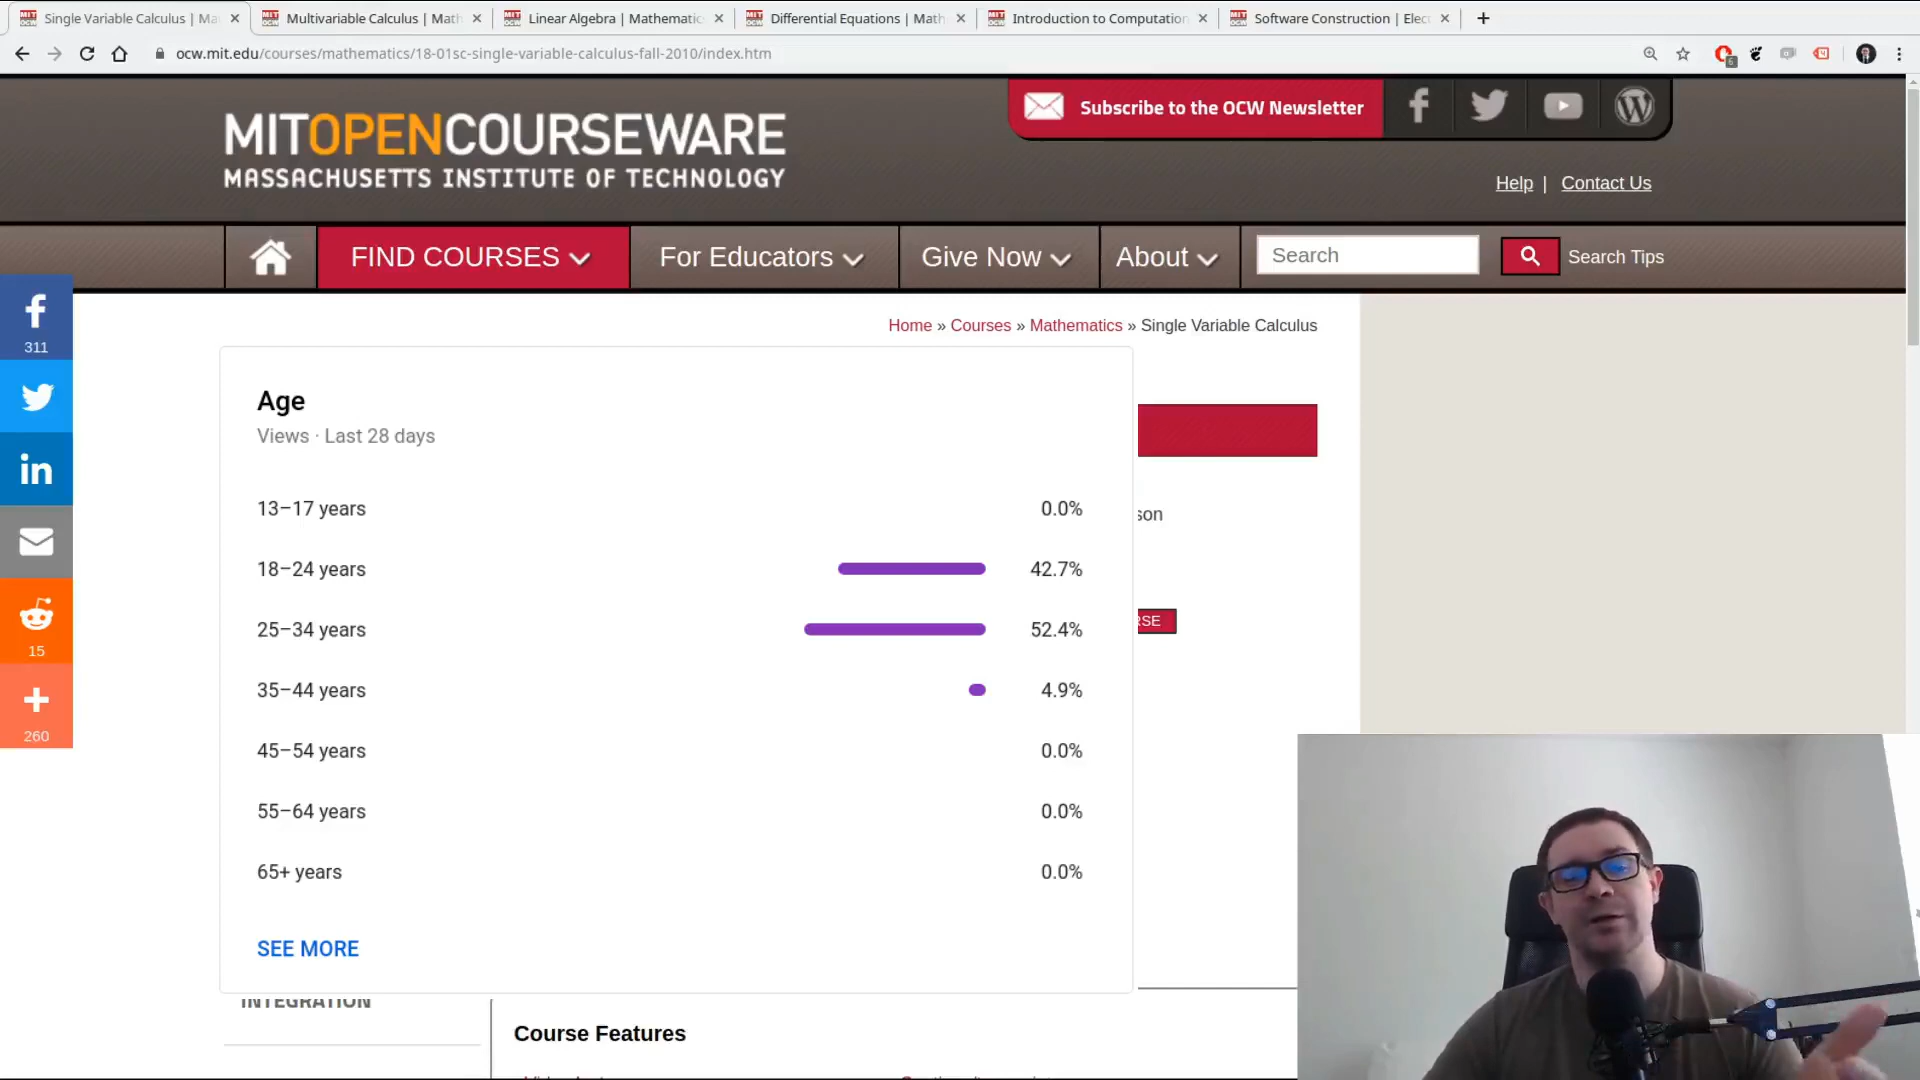 Single Variable Calculus | Ma
Multivariable Calculus | Math
Linear Algebra | Mathematic
Differential Equations | Math
Introduction to Computation
Software Construction | Elec
ocw.mit.edu/courses/mathematics/18-01sc-single-variable-calculus-fall-2010/index.htm
6
MITOPENCOURSEWARE
MASSACHUSETTS INSTITUTE OF TECHNOLOGY
Subscribe to the OCW Newsletter
Help | Contact Us
FIND COURSES
For Educators
Give Now
About
Search
Search Tips
311
15
260
Home » Courses » Mathematics » Single Variable Calculus
Age
Views · Last 28 days
13–17 years 0.0%
18–24 years 42.7%
25–34 years 52.4%
35–44 years 4.9%
45–54 years 0.0%
55–64 years 0.0%
65+ years 0.0%
SEE MORE
son
RSE
INTEGRATION
Course Features